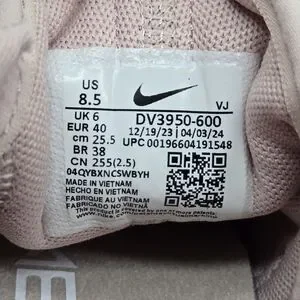 US
8.5
VJ
UK 6
EUR 40
cm 25.5
BR 38
CN 255(2.5)
DV3950-600
12/19/23 | 04/03/24
UPC 00196604191548
04QYBXNCSWBYH
MADE IN VIETNAM
HECHO EN VIETNAM
FABRIQUE AU VIETNAM
FABRICADO NO VIETNÃ